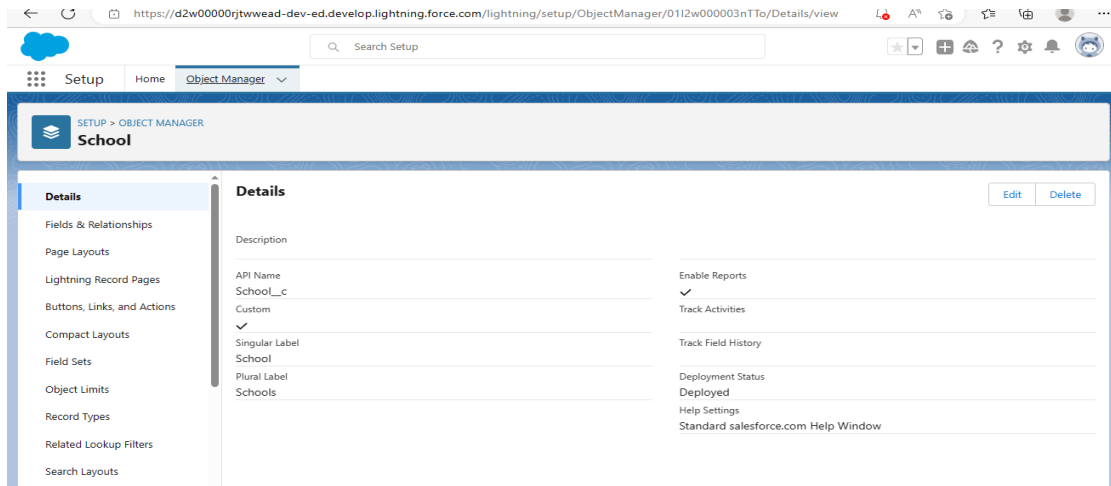 https://d2w00000rjtwwead-dev-ed.develop.lightning.force.com/lightning/setup/ObjectManager/01I2w000003nTTo/Details/view
Search Setup
Setup Home Object Manager
SETUP > OBJECT MANAGER
School
Details
Fields & Relationships
Page Layouts
Lightning Record Pages
Buttons, Links, and Actions
Compact Layouts
Field Sets
Object Limits
Record Types
Related Lookup Filters
Search Layouts
Details
Edit Delete
Description
API Name
School__c
Custom
Singular Label
School
Plural Label
Schools
Enable Reports
Track Activities
Track Field History
Deployment Status
Deployed
Help Settings
Standard salesforce.com Help Window